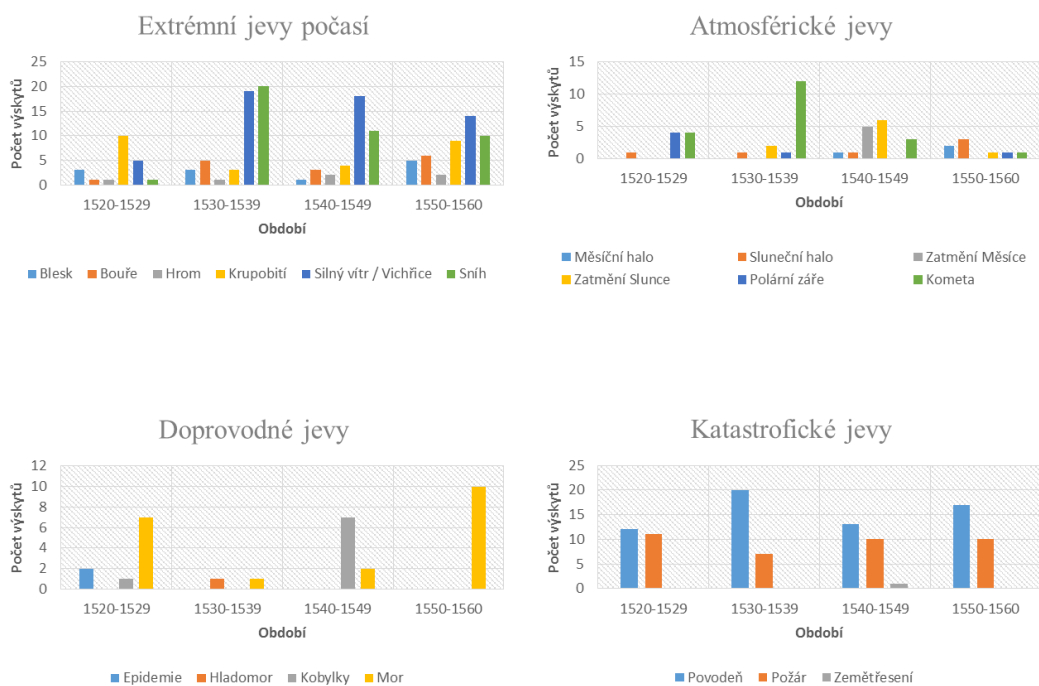 Extrémní jevy počasí
Počet výskytů
25
20
15
10
5
0
1520-1529 1530-1539 1540-1549 1550-1560
Období
Blesk Bouře Hrom Krupobití Silný vítr / Vichřice Sníh
Atmosférické jevy
Počet výskytů
15
10
5
0
1520-1529 1530-1539 1540-1549 1550-1560
Období
Měsíční halo Sluneční halo Zatmění Měsíce
Zatmění Slunce Polární záře Kometa
Doprovodné jevy
Počet výskytů
12
10
8
6
4
2
0
1520-1529 1530-1539 1540-1549 1550-1560
Období
Epidemie Hladomor Kobylky Mor
Katastrofické jevy
Počet výskytů
25
20
15
10
5
0
1520-1529 1530-1539 1540-1549 1550-1560
Období
Povodeň Požár Zemětřesení